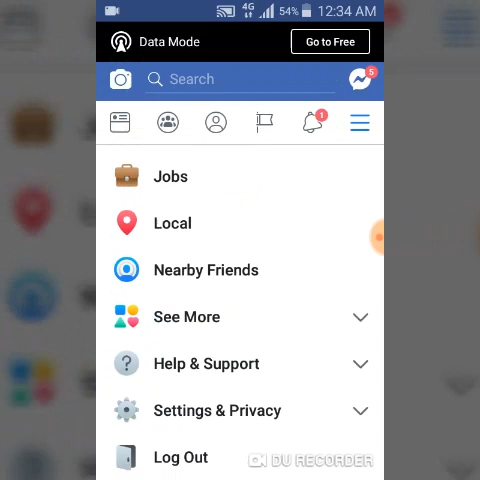 4G 54% 12:34 AM
Data Mode Go to Free
Search 5
1
Jobs
Local
Nearby Friends
See More
? Help & Support
Settings & Privacy
Log Out
DU RECORDER